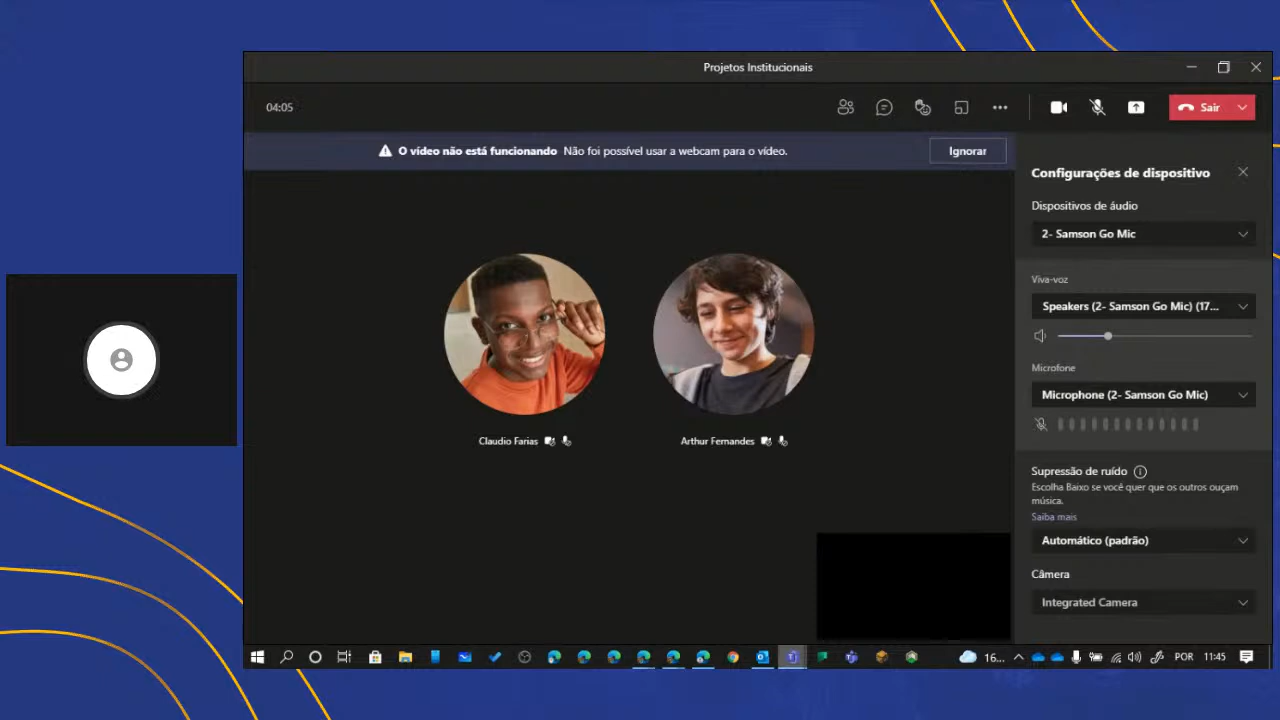 Projetos Institucionais
04:05
Sair
O vídeo não está funcionando Não foi possível usar a webcam para o vídeo.
Ignorar
Configurações de dispositivo
Dispositivos de áudio
2- Samson Go Mic
Viva-voz
Speakers (2- Samson Go Mic) (17...
Microfone
Microphone (2- Samson Go Mic)
Claudio Farias
Arthur Fernandes
Supressão de ruído
Escolha Baixo se você quer que os outros ouçam
música.
Saiba mais
Automático (padrão)
Câmera
Integrated Camera
16...
POR
11:45